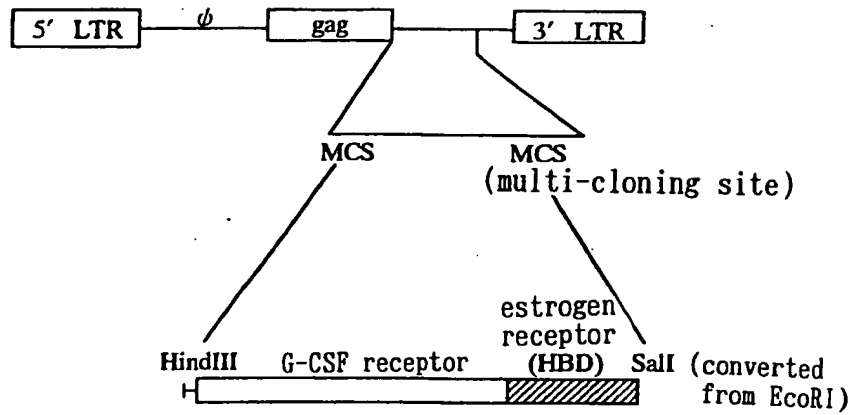 5′ LTR
ψ
gag
3′ LTR
MCS
MCS
(multi-cloning site)
estrogen
receptor
HindIII
G-CSF receptor
(HBD)
SalI
(converted
from EcoRI)